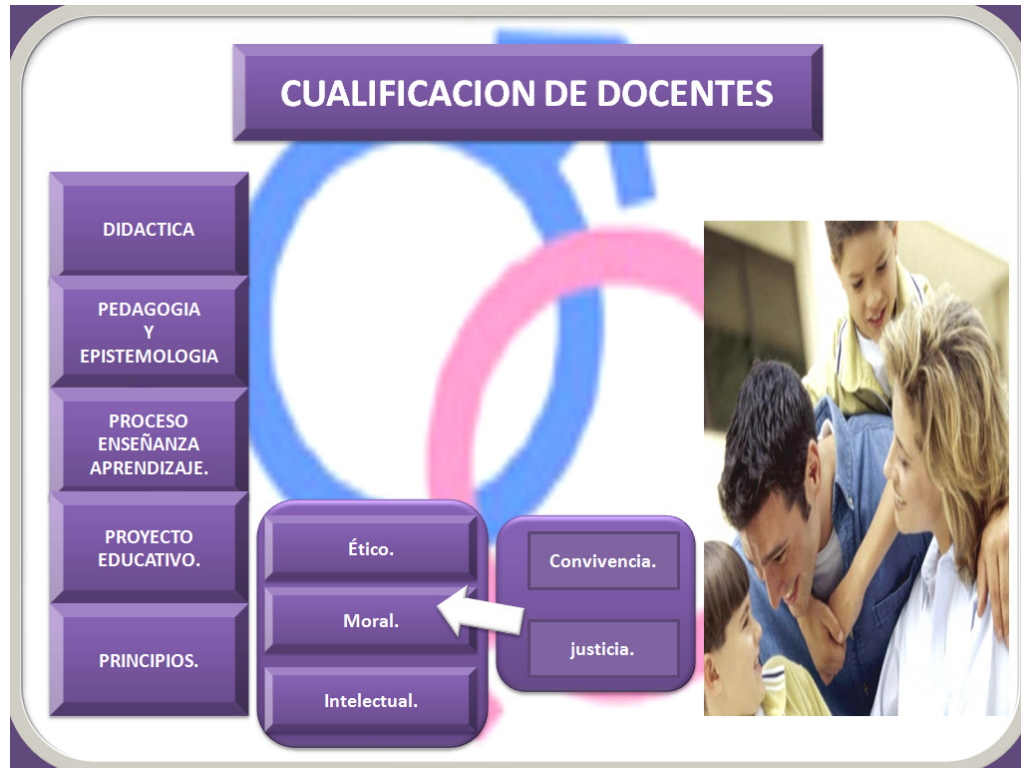 CUALIFICACION DE DOCENTES
DIDACTICA
PEDAGOGIA
Y
EPISTEMOLOGIA
PROCESO
ENSEÑANZA
APRENDIZAJE.
PROYECTO
EDUCATIVO.
PRINCIPIOS.
Ético.
Moral.
Intelectual.
Convivencia.
justicia.